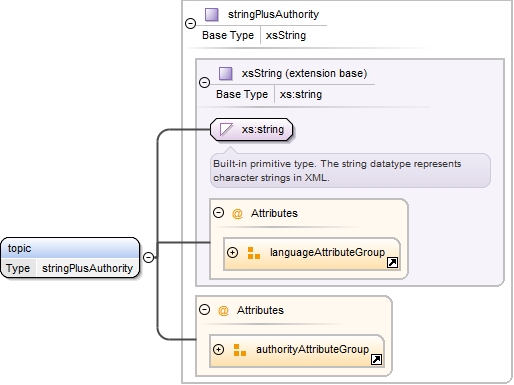 stringPlusAuthority
Base Type xsString
xsString (extension base)
Base Type xs:string
xs:string
Built-in primitive type. The string datatype represents
character strings in XML.
@ Attributes
languageAttributeGroup
topic
Type stringPlusAuthority
@ Attributes
authorityAttributeGroup